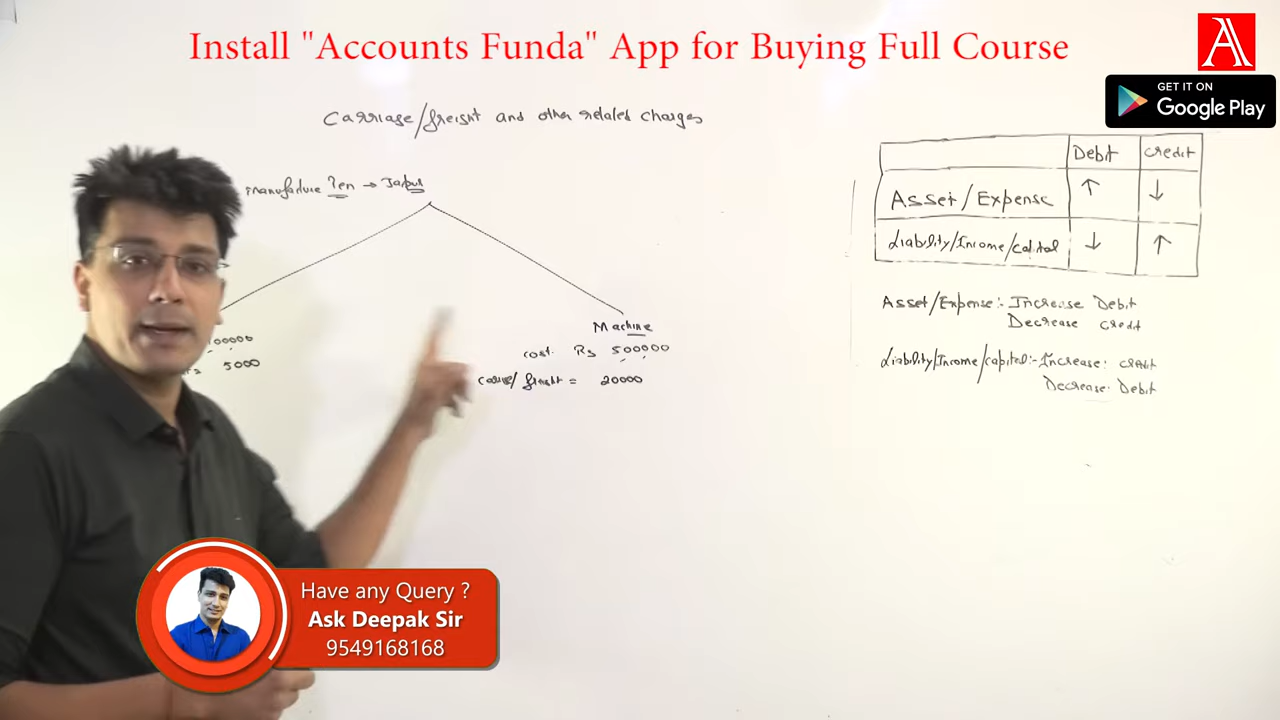 Install "Accounts Funda" App for Buying Full Course
A
GET IT ON
Google Play
Carriage/freight and other related charges
manufacture Pen → Jaipur
00000
5000
Machine
cost. Rs 500000
freight = 20000
Debit Credit
Asset/Expense ↑ ↓
Liability/Income/Capital ↓ ↑
Asset/Expense:- Increase Debit
Decrease Credit
Liability/Income/Capital:- Increase: Credit
Decrease: Debit
Have any Query ?
Ask Deepak Sir
9549168168